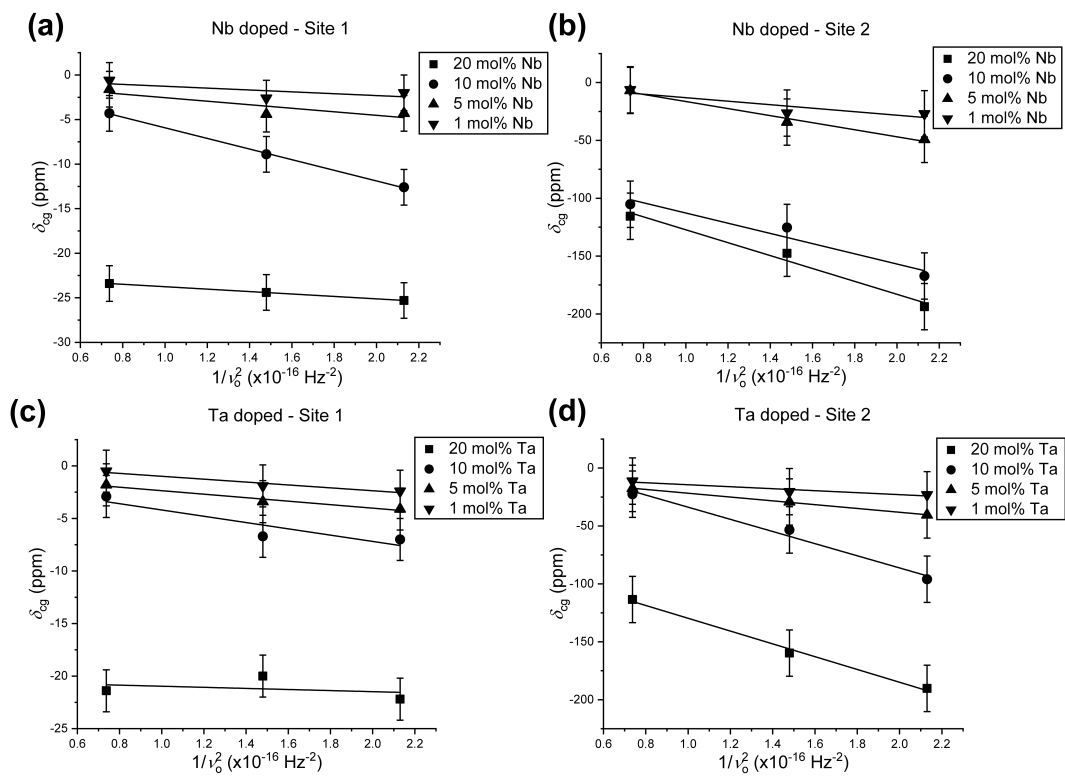 (a)
Nb doped - Site 1
20 mol% Nb
10 mol% Nb
5 mol% Nb
1 mol% Nb
0
-5
-10
-15
-20
-25
-30
δcg (ppm)
0.6 0.8 1.0 1.2 1.4 1.6 1.8 2.0 2.2
1/ν₀² (x10⁻¹⁶ Hz⁻²)
(b)
Nb doped - Site 2
20 mol% Nb
10 mol% Nb
5 mol% Nb
1 mol% Nb
0
-50
-100
-150
-200
δcg (ppm)
0.6 0.8 1.0 1.2 1.4 1.6 1.8 2.0 2.2
1/ν₀² (x10⁻¹⁶ Hz⁻²)
(c)
Ta doped - Site 1
20 mol% Ta
10 mol% Ta
5 mol% Ta
1 mol% Ta
0
-5
-10
-15
-20
-25
δcg (ppm)
0.6 0.8 1.0 1.2 1.4 1.6 1.8 2.0 2.2
1/ν₀² (x10⁻¹⁶ Hz⁻²)
(d)
Ta doped - Site 2
20 mol% Ta
10 mol% Ta
5 mol% Ta
1 mol% Ta
0
-50
-100
-150
-200
δcg (ppm)
0.6 0.8 1.0 1.2 1.4 1.6 1.8 2.0 2.2
1/ν₀² (x10⁻¹⁶ Hz⁻²)